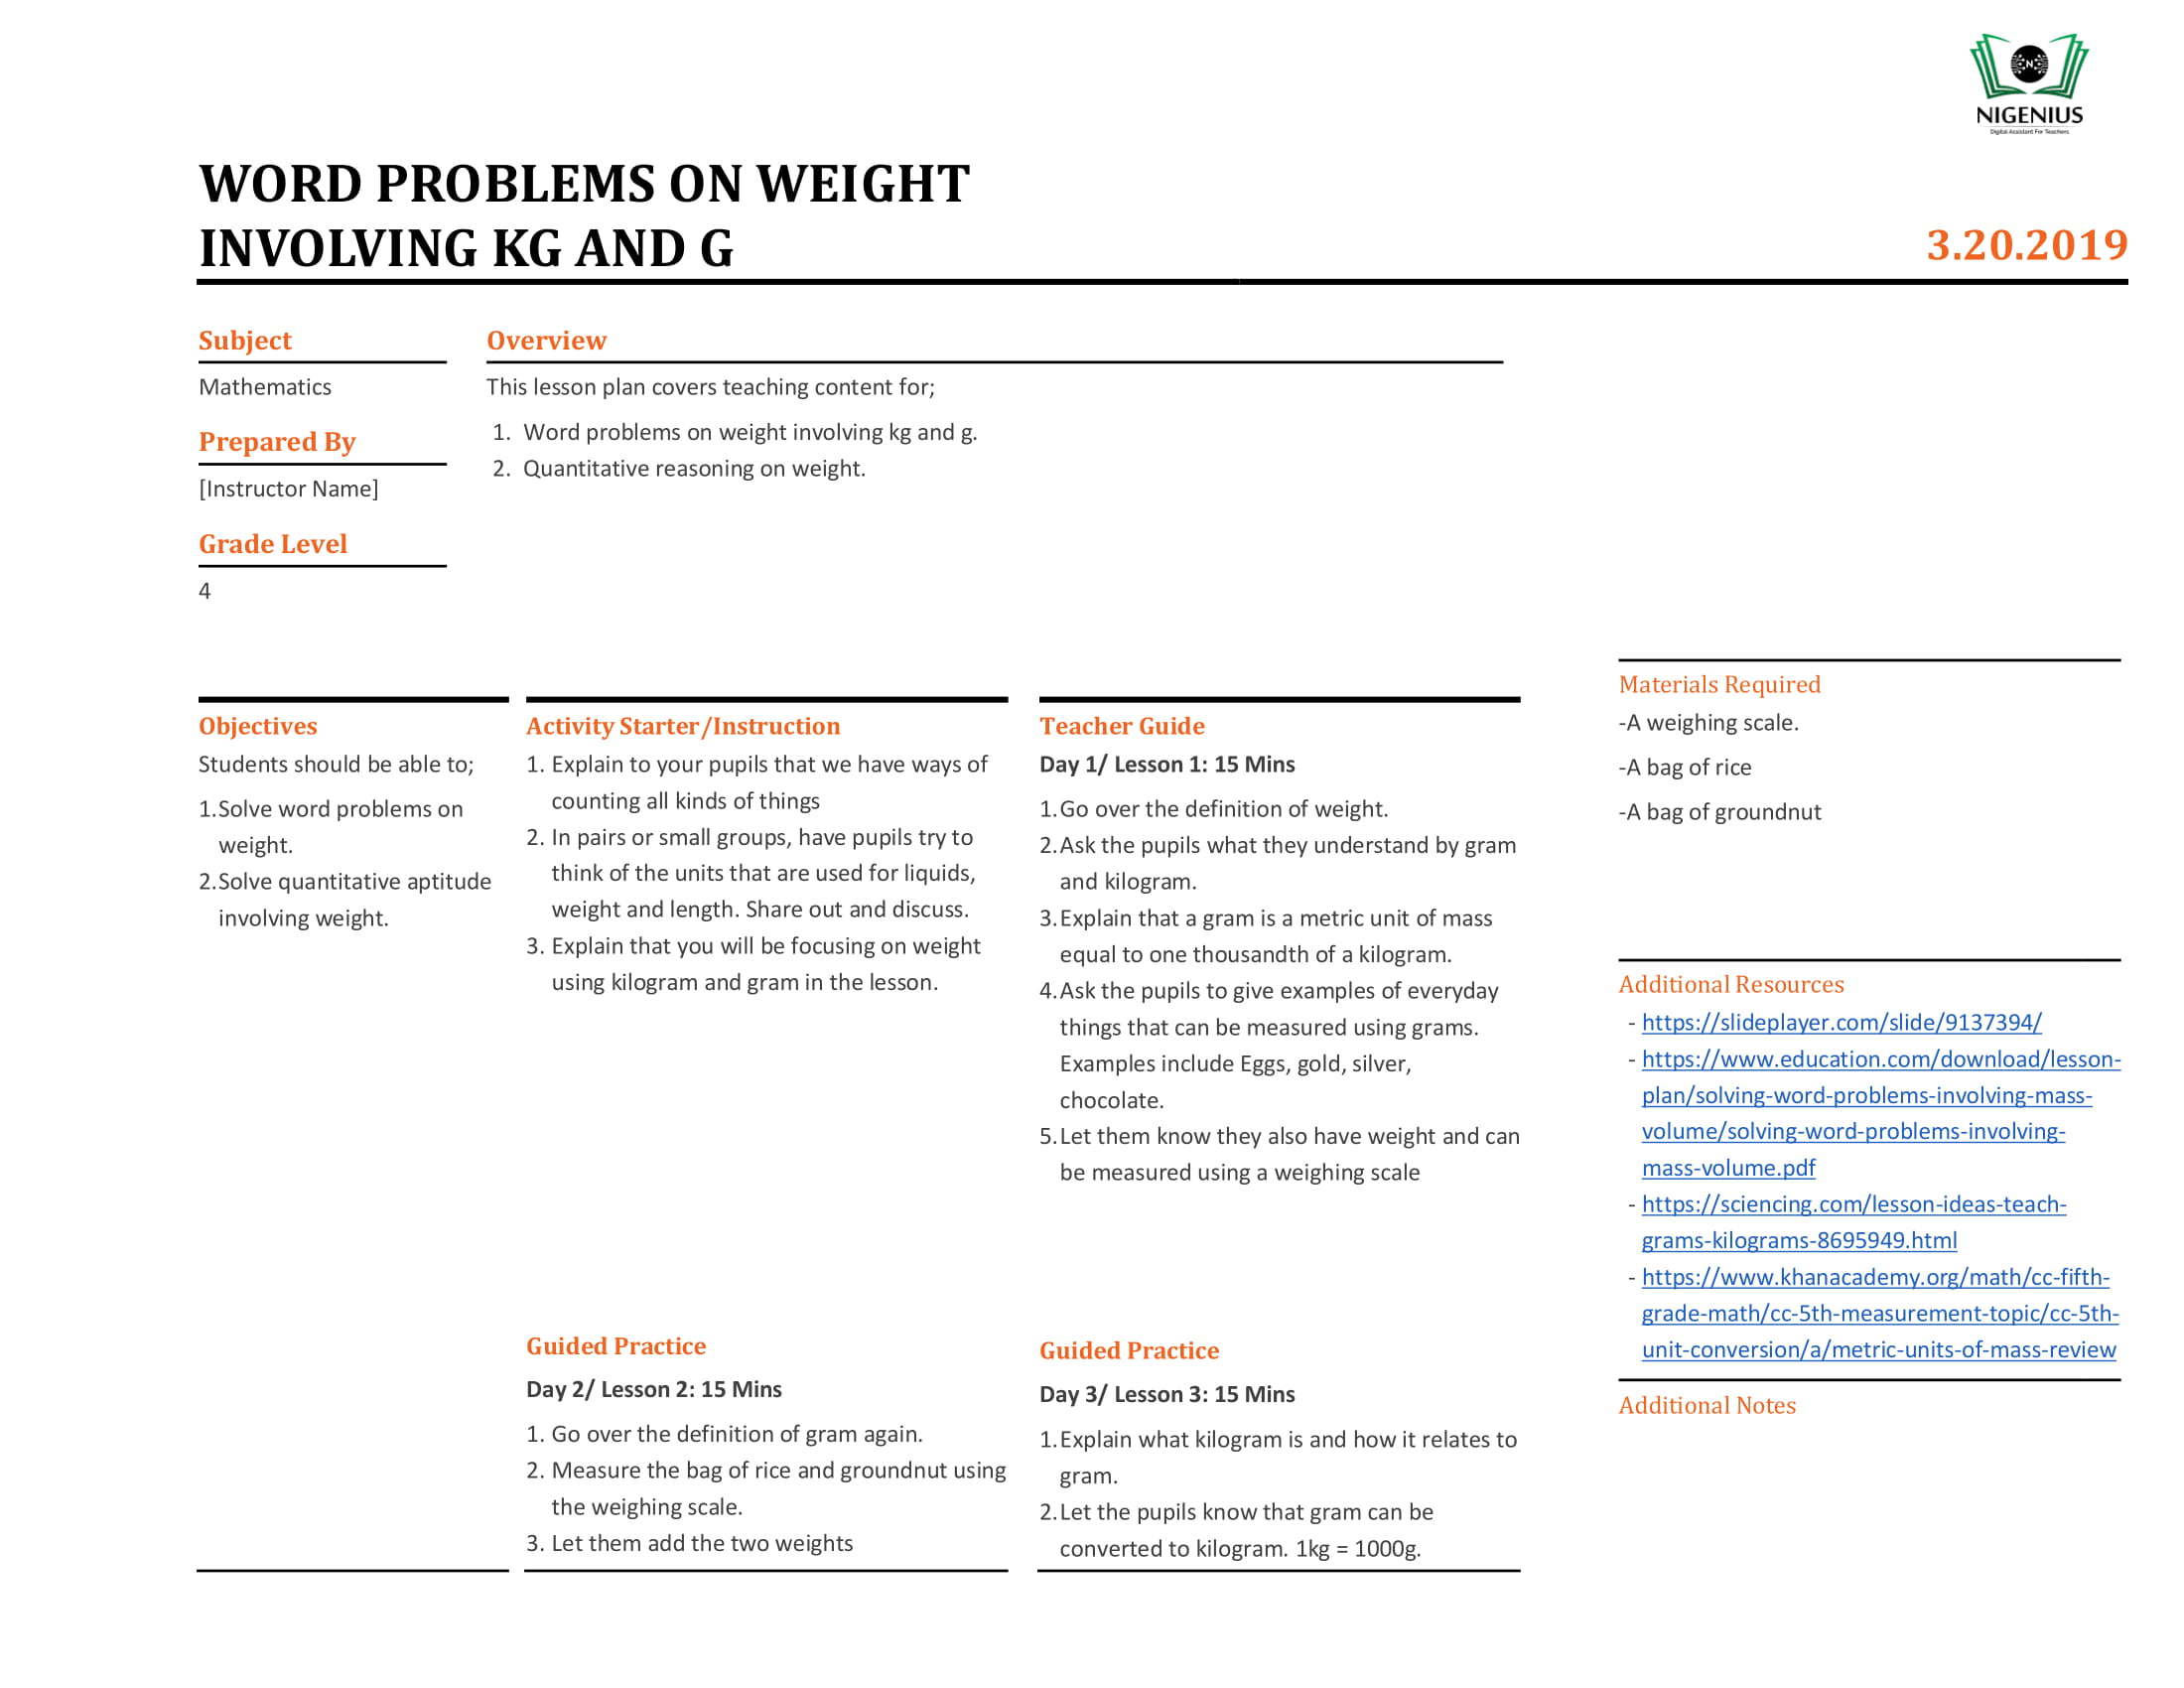 NIGENIUS
Digital Assistant For Teachers
WORD PROBLEMS ON WEIGHT
INVOLVING KG AND G
3.20.2019
Subject
Mathematics
Prepared By
[Instructor Name]
Grade Level
4
Overview
This lesson plan covers teaching content for;
1. Word problems on weight involving kg and g.
2. Quantitative reasoning on weight.
Objectives
Students should be able to;
1.Solve word problems on
weight.
2.Solve quantitative aptitude
involving weight.
Activity Starter/Instruction
1. Explain to your pupils that we have ways of
counting all kinds of things
2. In pairs or small groups, have pupils try to
think of the units that are used for liquids,
weight and length. Share out and discuss.
3. Explain that you will be focusing on weight
using kilogram and gram in the lesson.
Guided Practice
Day 2/ Lesson 2: 15 Mins
1. Go over the definition of gram again.
2. Measure the bag of rice and groundnut using
the weighing scale.
3. Let them add the two weights
Teacher Guide
Day 1/ Lesson 1: 15 Mins
1.Go over the definition of weight.
2.Ask the pupils what they understand by gram
and kilogram.
3.Explain that a gram is a metric unit of mass
equal to one thousandth of a kilogram.
4.Ask the pupils to give examples of everyday
things that can be measured using grams.
Examples include Eggs, gold, silver,
chocolate.
5.Let them know they also have weight and can
be measured using a weighing scale
Guided Practice
Day 3/ Lesson 3: 15 Mins
1.Explain what kilogram is and how it relates to
gram.
2.Let the pupils know that gram can be
converted to kilogram. 1kg = 1000g.
Materials Required
-A weighing scale.
-A bag of rice
-A bag of groundnut
Additional Resources
- https://slideplayer.com/slide/9137394/
- https://www.education.com/download/lesson-
plan/solving-word-problems-involving-mass-
volume/solving-word-problems-involving-
mass-volume.pdf
- https://sciencing.com/lesson-ideas-teach-
grams-kilograms-8695949.html
- https://www.khanacademy.org/math/cc-fifth-
grade-math/cc-5th-measurement-topic/cc-5th-
unit-conversion/a/metric-units-of-mass-review
Additional Notes